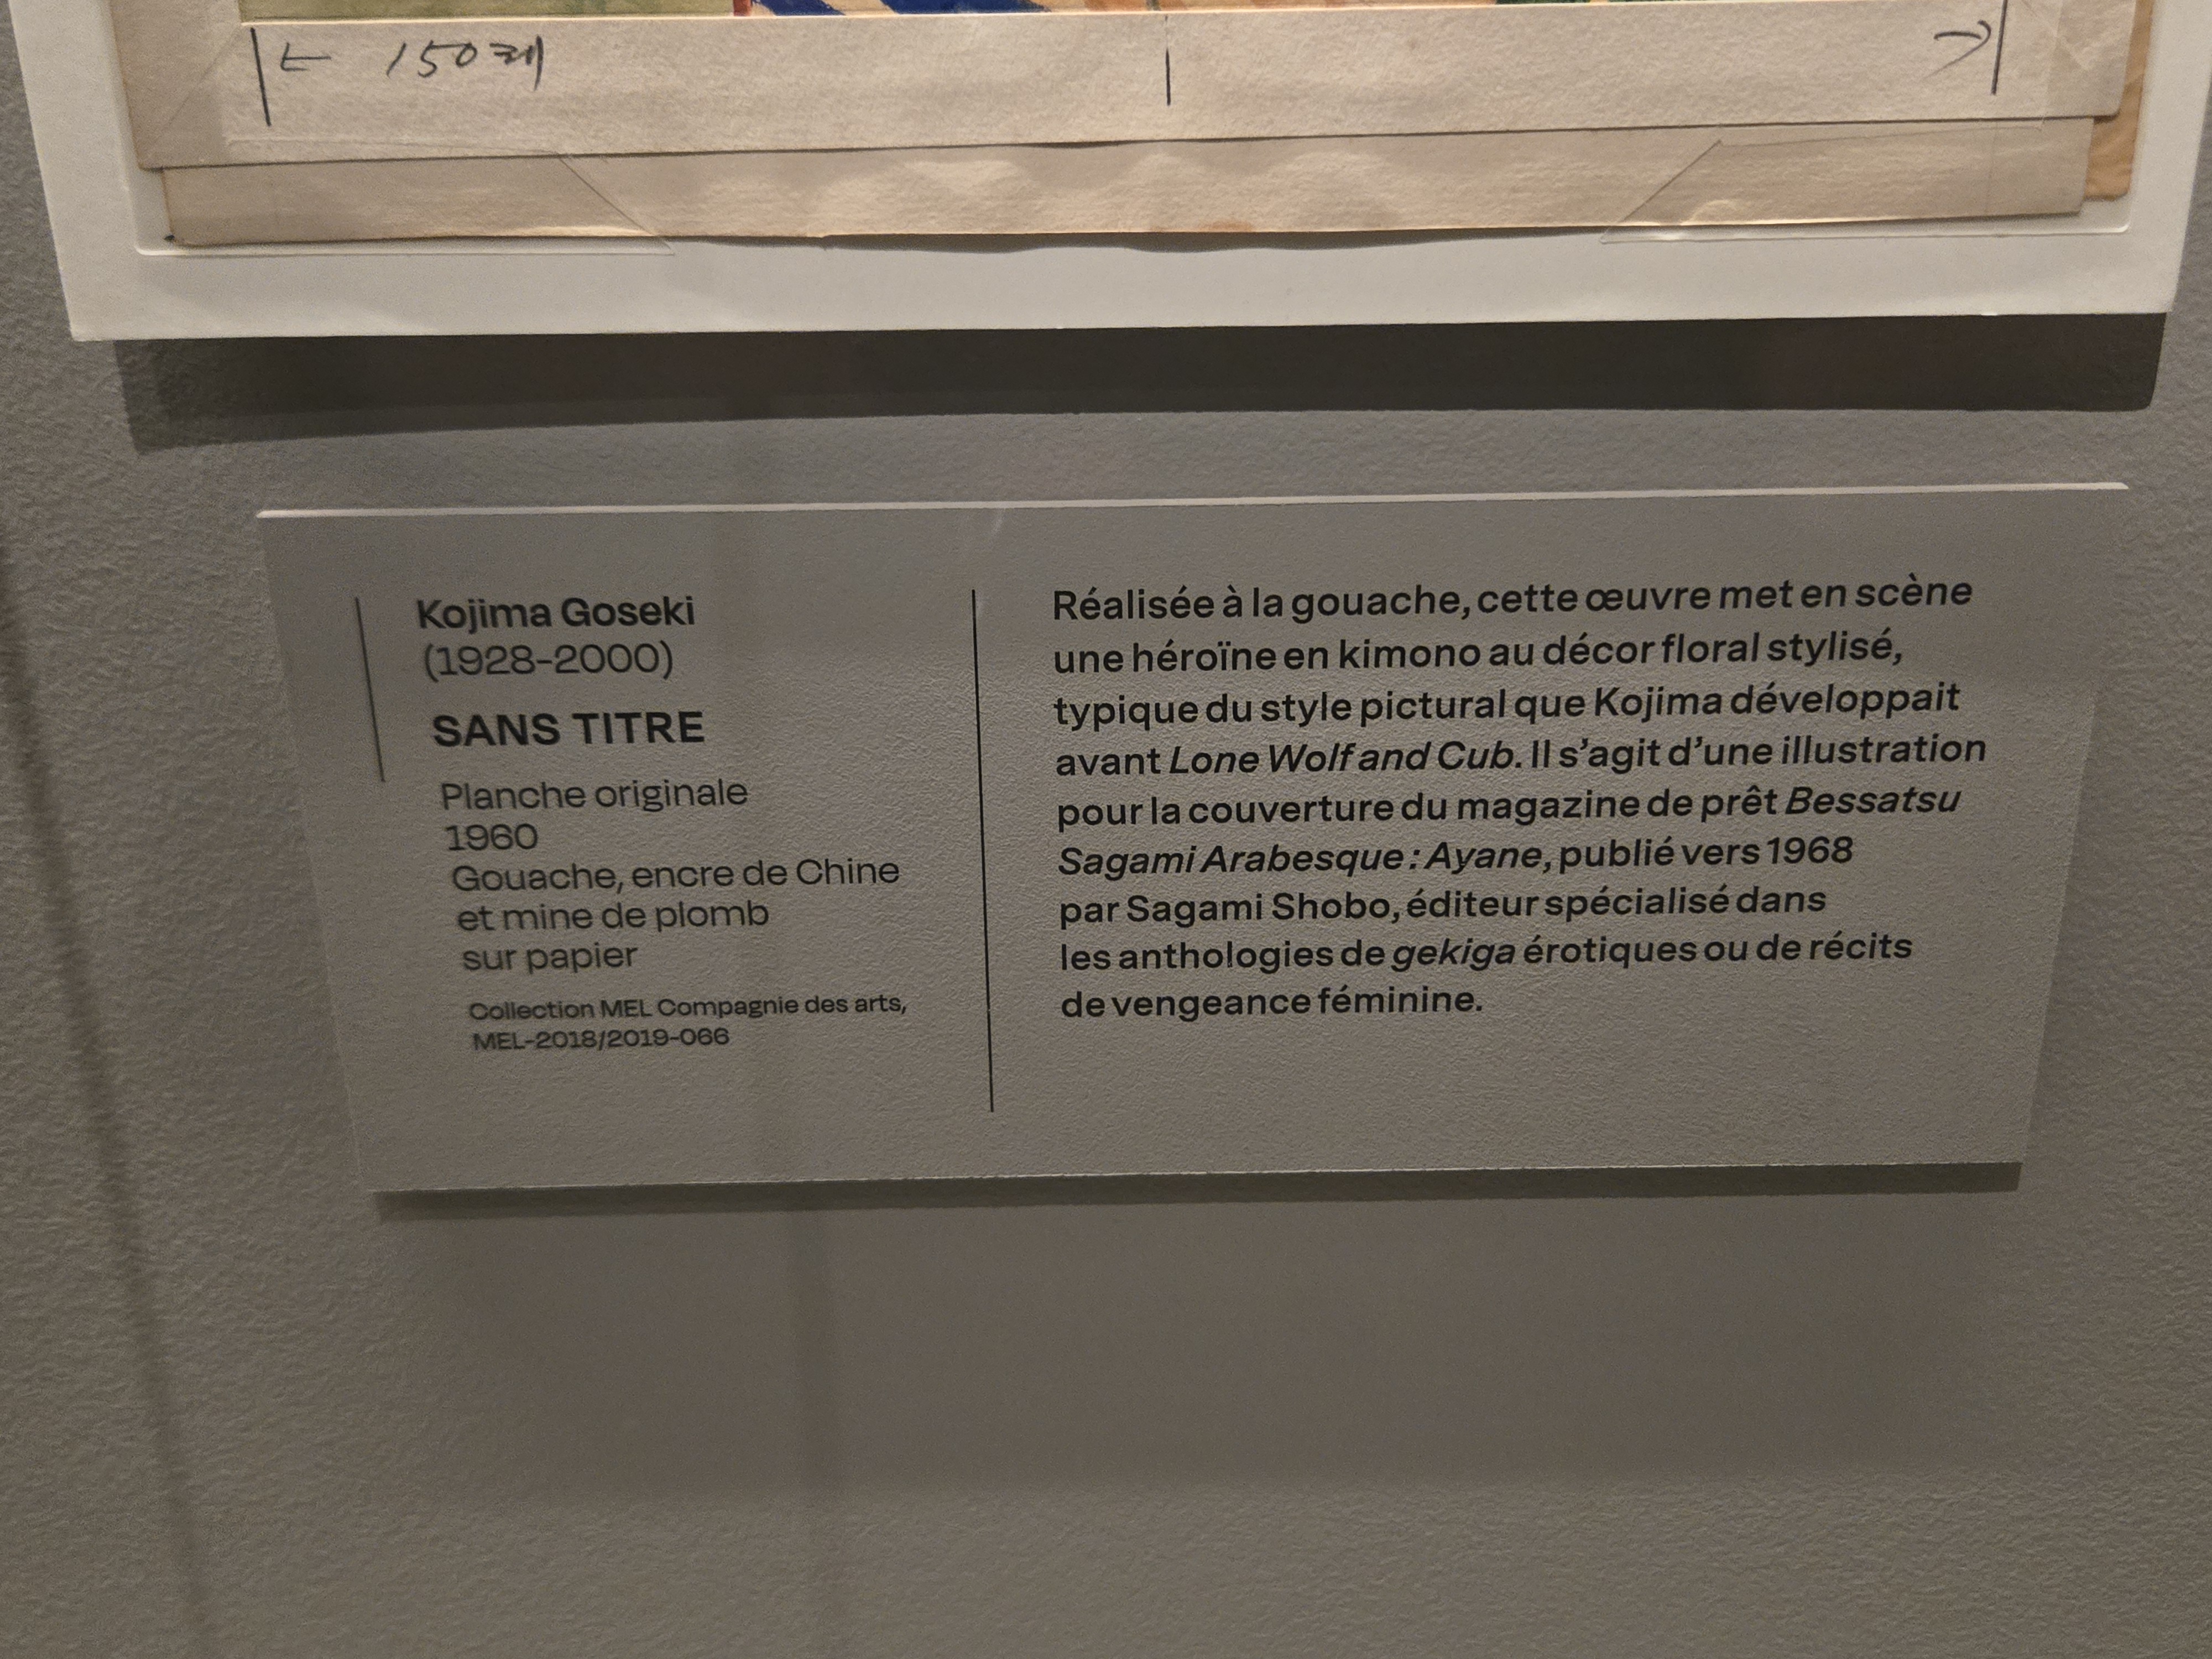 ← 150
→
Kojima Goseki
(1928-2000)
SANS TITRE
Planche originale
1960
Gouache, encre de Chine
et mine de plomb
sur papier
Collection MEL Compagnie des arts,
MEL-2018/2019-066
Réalisée à la gouache, cette œuvre met en scène
une héroïne en kimono au décor floral stylisé,
typique du style pictural que Kojima développait
avant Lone Wolf and Cub. Il s'agit d'une illustration
pour la couverture du magazine de prêt Bessatsu
Sagami Arabesque : Ayane, publié vers 1968
par Sagami Shobo, éditeur spécialisé dans
les anthologies de gekiga érotiques ou de récits
de vengeance féminine.